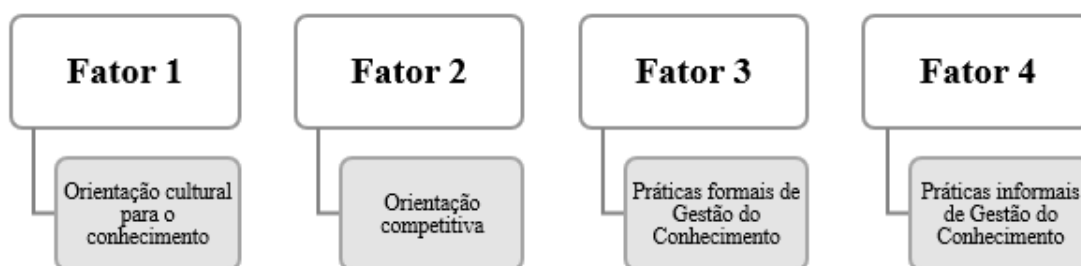 Fator 1
Orientação cultural
para o
conhecimento
Fator 2
Orientação
competitiva
Fator 3
Práticas formais de
Gestão do
Conhecimento
Fator 4
Práticas informais
de Gestão do
Conhecimento